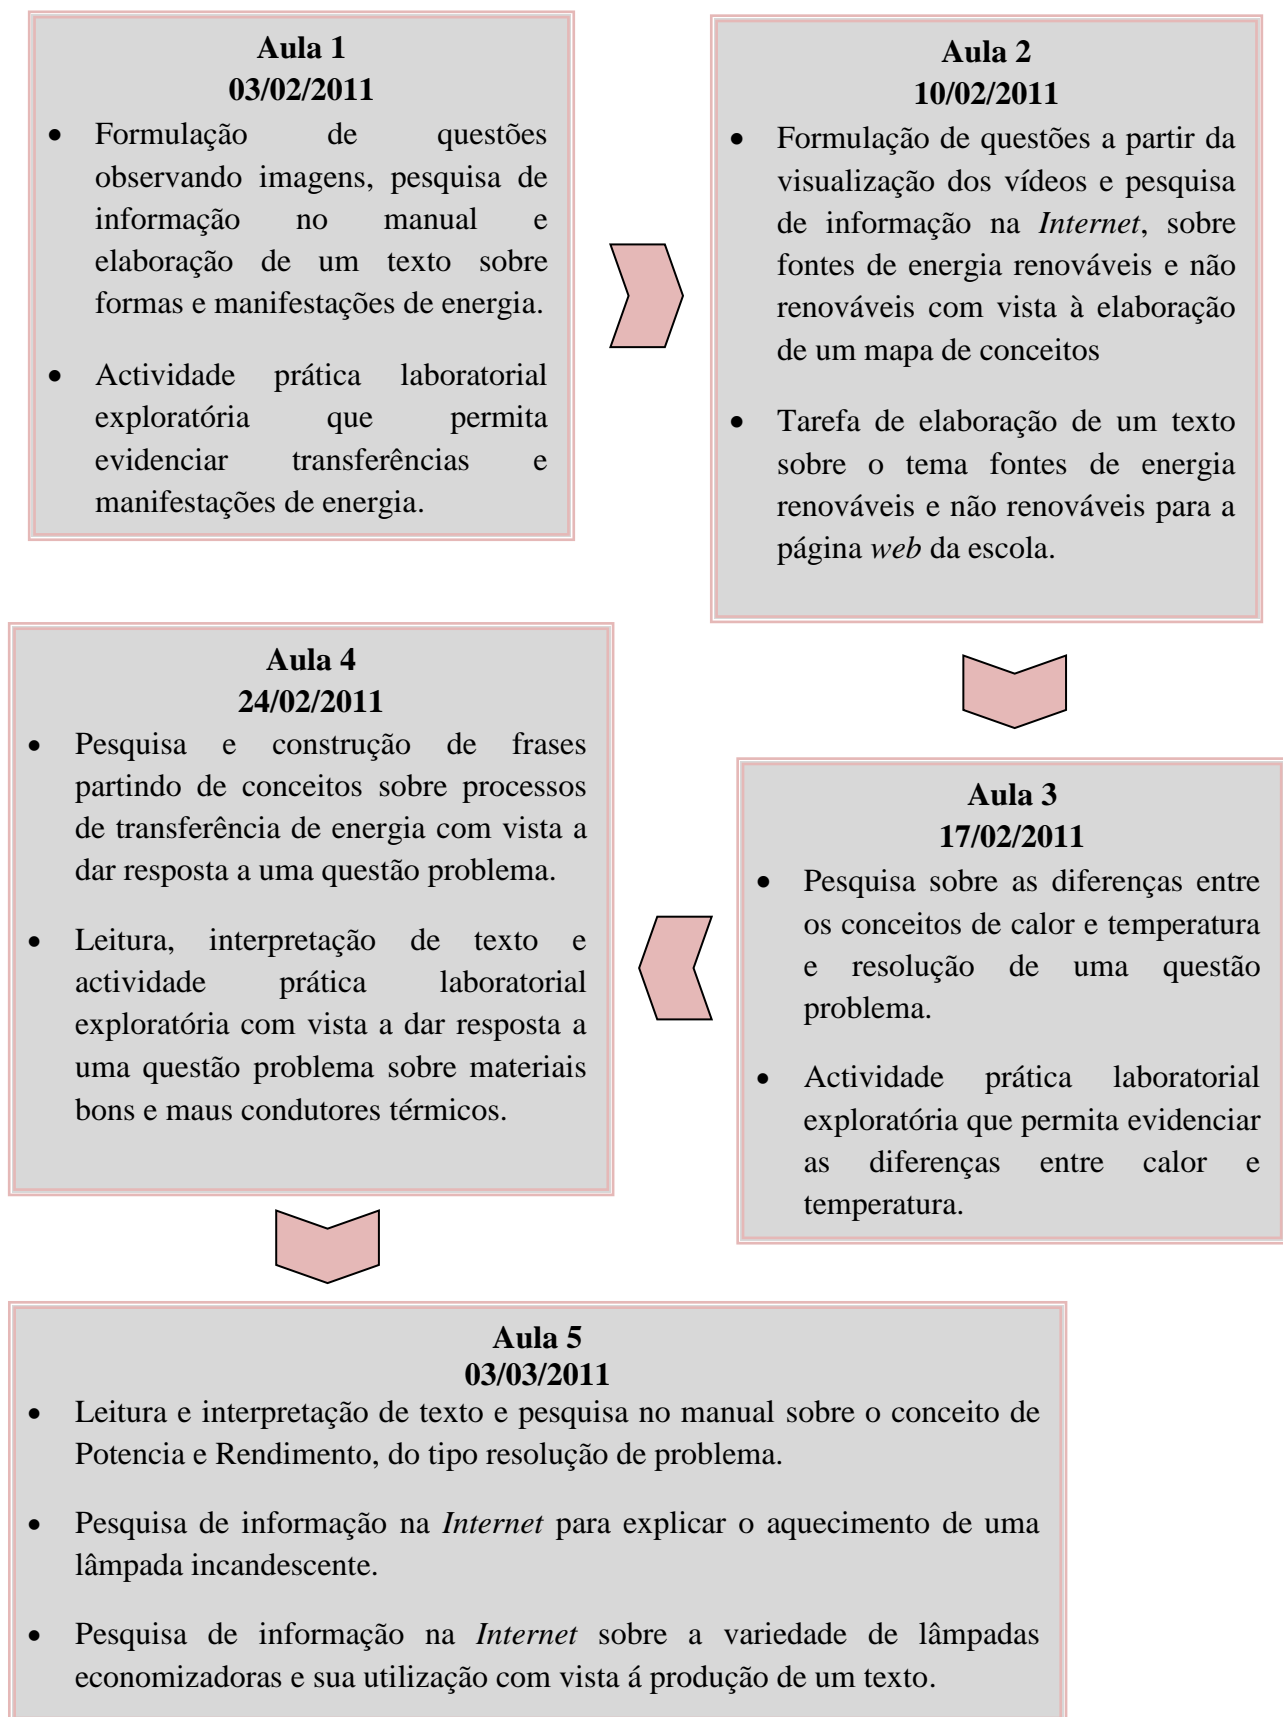 Aula 1
03/02/2011
• Formulação de questões
observando imagens, pesquisa de
informação no manual e
elaboração de um texto sobre
formas e manifestações de energia.
• Actividade prática laboratorial
exploratória que permita
evidenciar transferências e
manifestações de energia.
Aula 2
10/02/2011
• Formulação de questões a partir da
visualização dos vídeos e pesquisa
de informação na Internet, sobre
fontes de energia renováveis e não
renováveis com vista à elaboração
de um mapa de conceitos
• Tarefa de elaboração de um texto
sobre o tema fontes de energia
renováveis e não renováveis para a
página web da escola.
Aula 3
17/02/2011
• Pesquisa sobre as diferenças entre
os conceitos de calor e temperatura
e resolução de uma questão
problema.
• Actividade prática laboratorial
exploratória que permita evidenciar
as diferenças entre calor e
temperatura.
Aula 4
24/02/2011
• Pesquisa e construção de frases
partindo de conceitos sobre processos
de transferência de energia com vista a
dar resposta a uma questão problema.
• Leitura, interpretação de texto e
actividade prática laboratorial
exploratória com vista a dar resposta a
uma questão problema sobre materiais
bons e maus condutores térmicos.
Aula 5
03/03/2011
• Leitura e interpretação de texto e pesquisa no manual sobre o conceito de
Potencia e Rendimento, do tipo resolução de problema.
• Pesquisa de informação na Internet para explicar o aquecimento de uma
lâmpada incandescente.
• Pesquisa de informação na Internet sobre a variedade de lâmpadas
economizadoras e sua utilização com vista á produção de um texto.